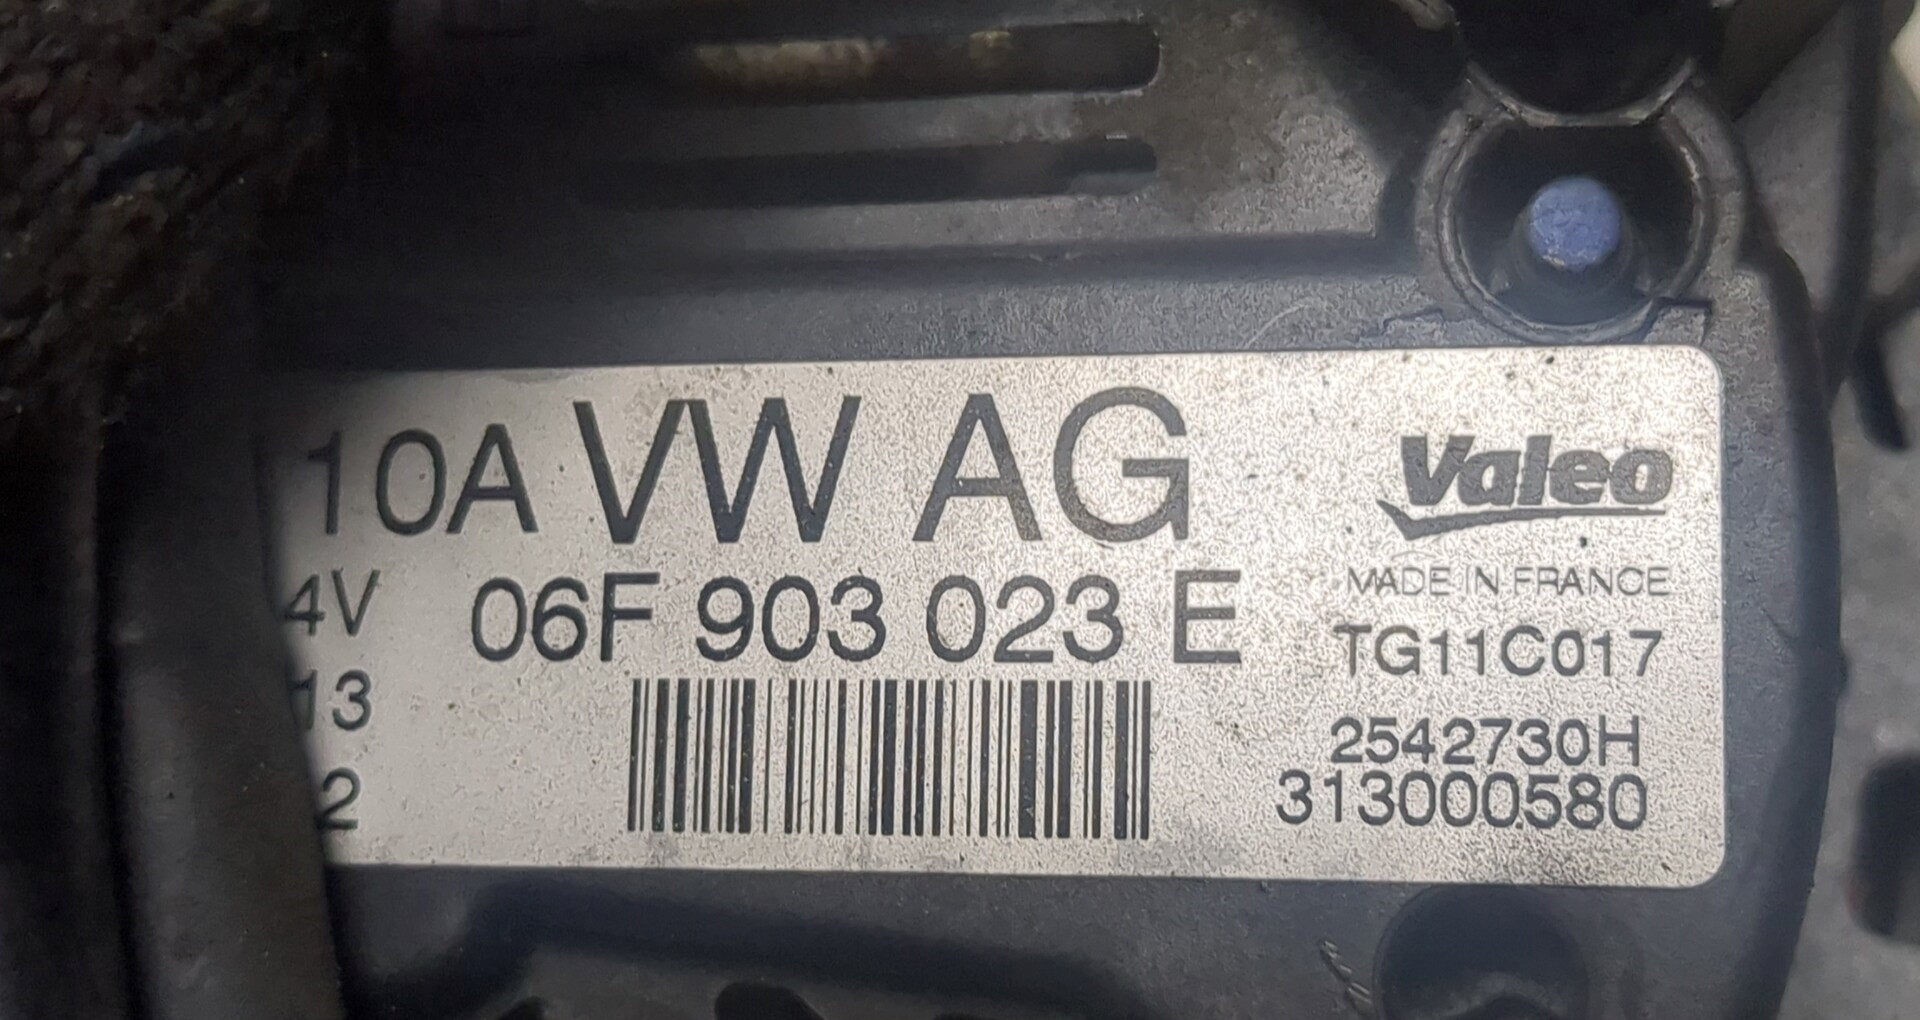 10A VW AG Valeo
4V 06F 903 023 E MADE IN FRANCE
TG11C017
13
2542730H
2 313000580